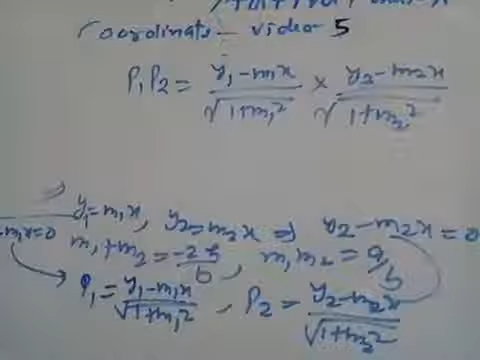 Coordinate - video 5
P₁P₂ = y₁-m₁x/√1+m₁² × y₂-m₂x/√1+m₂²
⇒ y₁=m₁x, y₂=m₂x ⇒ y₂-m₂x=0
-m₁x=0
m₁+m₂ = -2h/b, m₁m₂ = a/b
P₁ = y₁-m₁x/√1+m₁², P₂ = y₂-m₂x/√1+m₂²